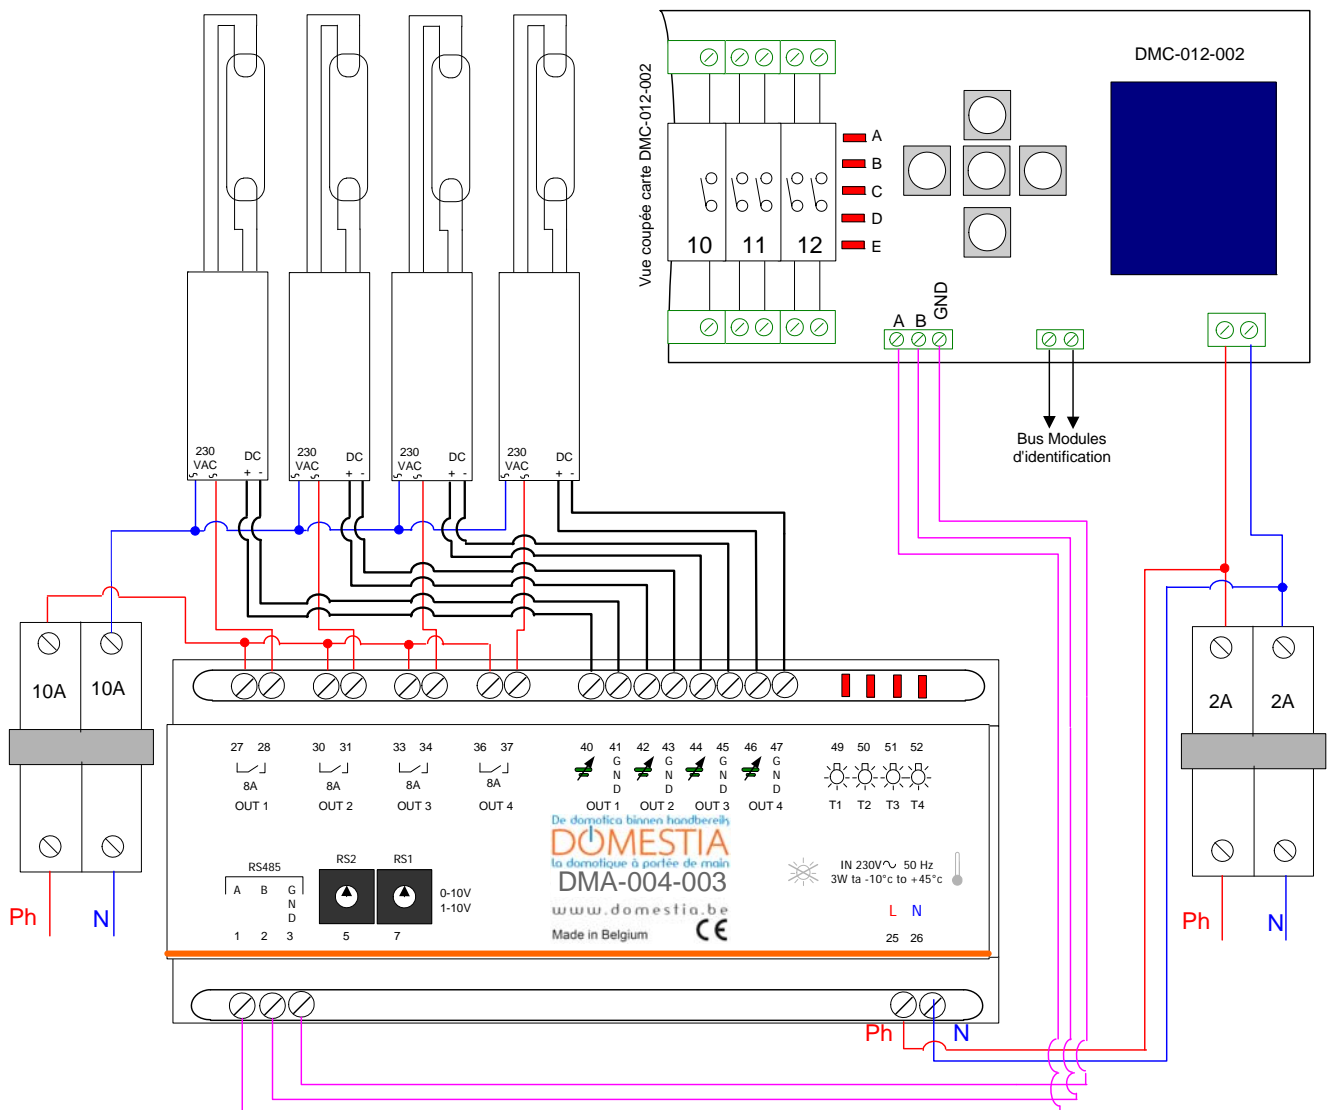 DMC-012-002
Vue coupée carte DMC-012-002
A
B
C
D
E
10 11 12
A B GND
Bus Modules
d'identification
230 VAC DC + -
230 VAC DC + -
230 VAC DC + -
230 VAC DC + -
10A 10A
2A 2A
27 28 30 31 33 34 36 37 40 41 42 43 44 45 46 47 49 50 51 52
GND GND GND GND
8A 8A 8A 8A
OUT 1 OUT 2 OUT 3 OUT 4 OUT 1 OUT 2 OUT 3 OUT 4 T1 T2 T3 T4
De domotica binnen handbereik
DOMESTIA
la domotique à portée de main
DMA-004-003
www.domestia.be
Made in Belgium CE
RS485
A B GND
1 2 3
RS2 RS1
5 7
0-10V
1-10V
IN 230V~ 50 Hz
3W ta -10°c to +45°c
L N
25 26
Ph N
Ph N
Ph N